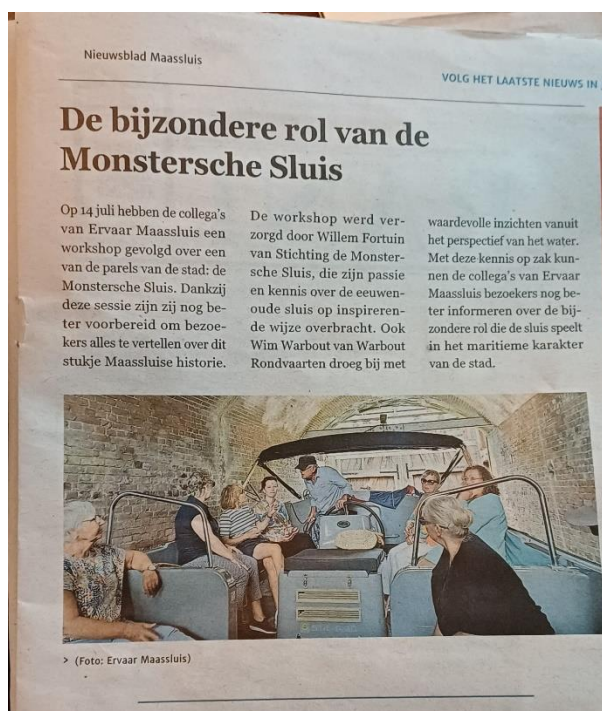 Nieuwsblad Maassluis
VOLG HET LAATSTE NIEUWS IN
De bijzondere rol van de
Monstersche Sluis
Op 14 juli hebben de collega's
van Ervaar Maassluis een
workshop gevolgd over een
van de parels van de stad: de
Monstersche Sluis. Dankzij
deze sessie zijn zij nog be-
ter voorbereid om bezoe-
kers alles te vertellen over dit
stukje Maassluise historie.
De workshop werd ver-
zorgd door Willem Fortuin
van Stichting de Monster-
sche Sluis, die zijn passie
en kennis over de eeuwen-
oude sluis op inspireren-
de wijze overbracht. Ook
Wim Warbout van Warbout
Rondvaarten droeg bij met
waardevolle inzichten vanuit
het perspectief van het water.
Met deze kennis op zak kun-
nen de collega's van Ervaar
Maassluis bezoekers nog be-
ter informeren over de bij-
zondere rol die de sluis speelt
in het maritieme karakter
van de stad.
> (Foto: Ervaar Maassluis)